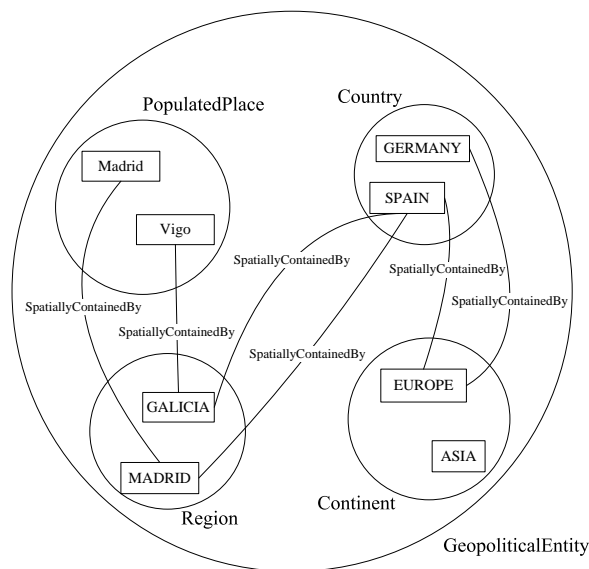 Country
PopulatedPlace
GERMANY
Madrid
SPAIN
Vigo
SpatiallyContainedBy
SpatiallyContainedBy
SpatiallyContainedBy
SpatiallyContainedBy
SpatiallyContainedBy
SpatiallyContainedBy
EUROPE
GALICIA
ASIA
MADRID
Continent
Region
GeopoliticalEntity